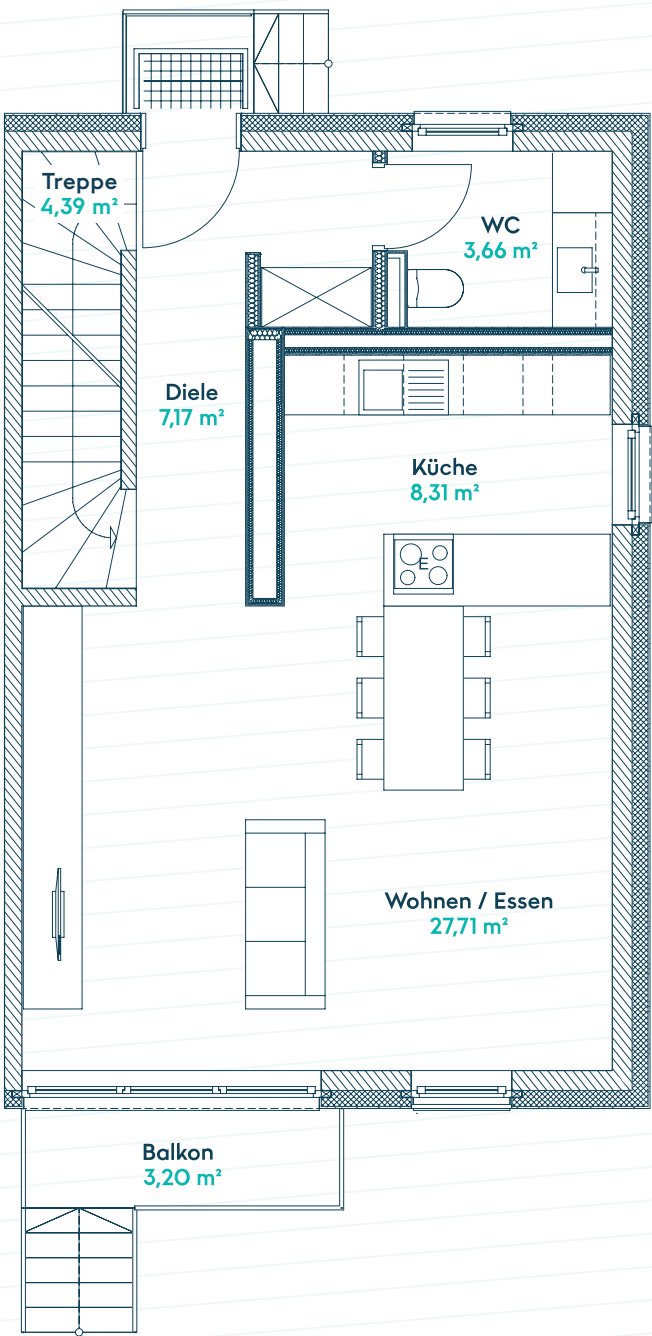 Treppe
4,39 m²
WC
3,66 m²
Diele
7,17 m²
Küche
8,31 m²
E
Wohnen / Essen
27,71 m²
Balkon
3,20 m²